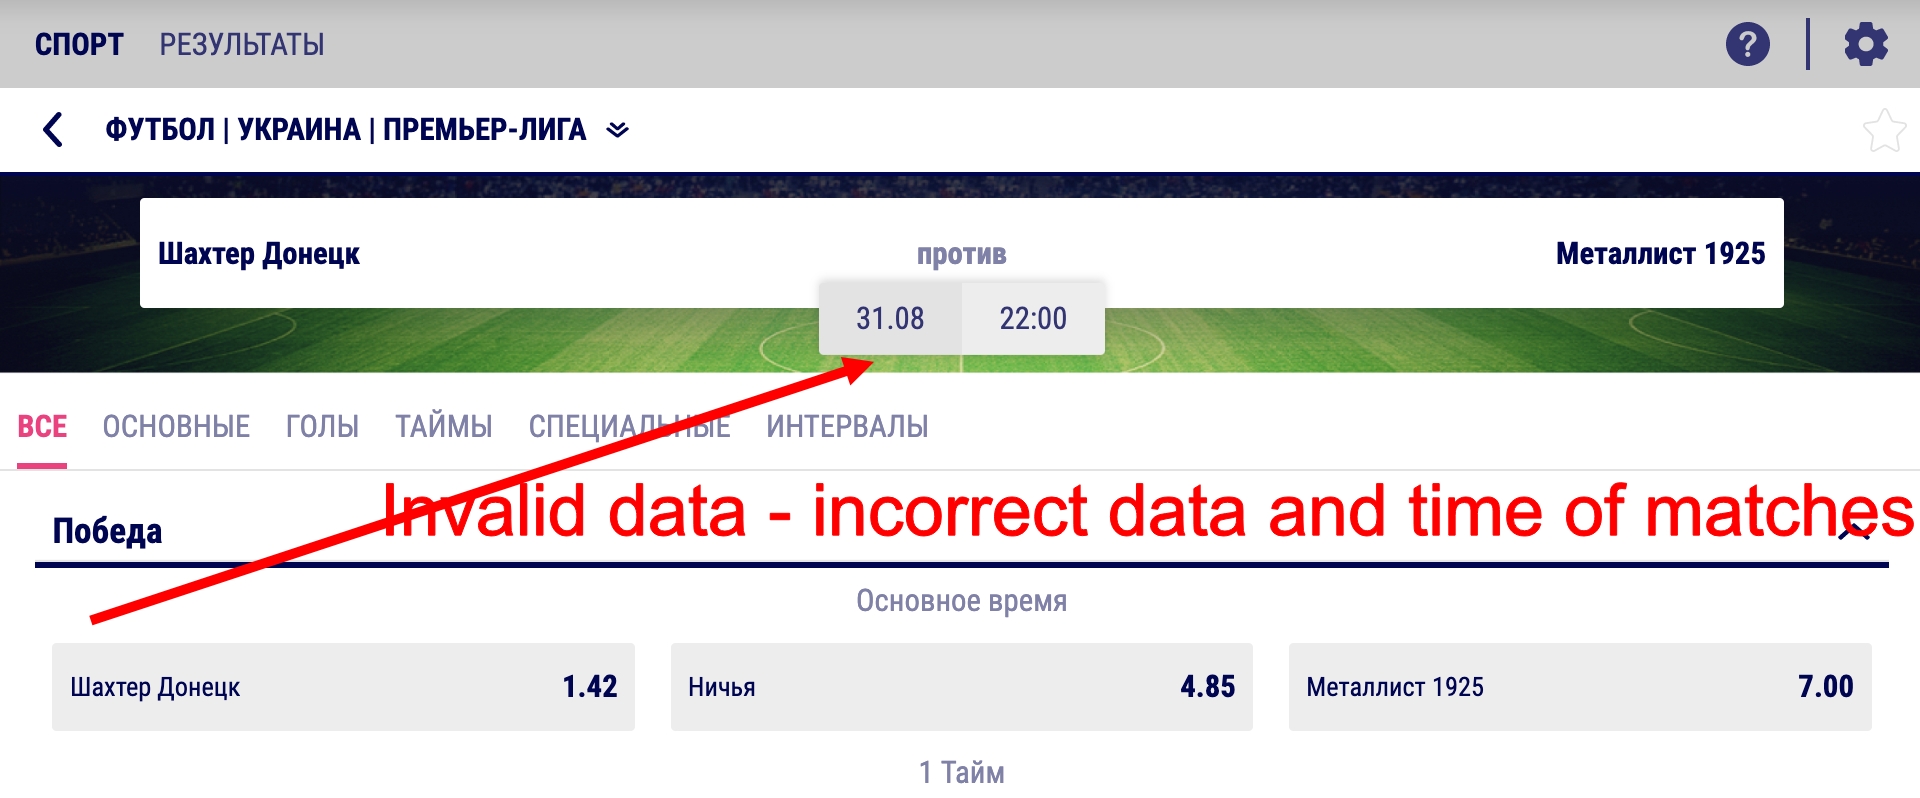 СПОРТ РЕЗУЛЬТАТЫ ?
ФУТБОЛ | УКРАИНА | ПРЕМЬЕР-ЛИГА
Шахтер Донецк против Металлист 1925
31.08 22:00
ВСЕ ОСНОВНЫЕ ГОЛЫ ТАЙМЫ СПЕЦИАЛЬНЫЕ ИНТЕРВАЛЫ
Invalid data - incorrect data and time of matches
Победа
Основное время
Шахтер Донецк 1.42 Ничья 4.85 Металлист 1925 7.00
1 Тайм